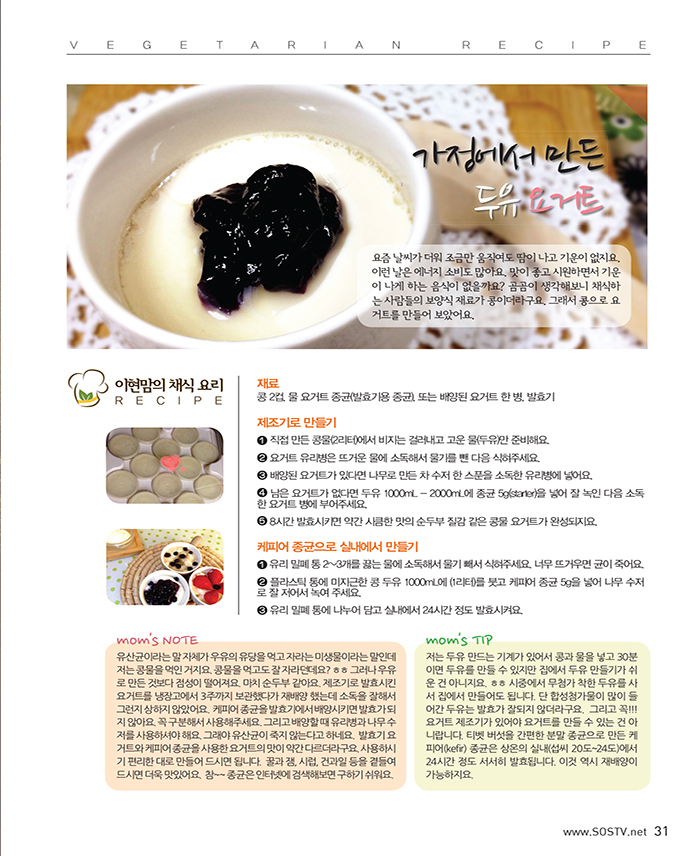 VEGETARIAN RECIPE
가정에서 만든
두유 요거트
요즘 날씨가 더워 조금만 움직여도 땀이 나고 기운이 없지요.
이런 날은 에너지 소비도 많아요. 맛이 좋고 시원하면서 기운
이 나게 하는 음식이 없을까요? 곰곰이 생각해보니 채식하
는 사람들의 보양식 재료가 콩이더라구요. 그래서 콩으로 요
거트를 만들어 보았어요.
이현맘의 채식 요리
RECIPE
재료
콩 2컵, 물 요거트 종균(발효기용 종균), 또는 배양된 요거트 한 병, 발효기
제조기로 만들기
❶ 직접 만든 콩물(2리터)에서 비지는 걸러내고 고운 물(두유)만 준비해요.
❷ 요거트 유리병은 뜨거운 물에 소독해서 물기를 뺀 다음 식혀주세요.
❸ 배양된 요거트가 있다면 나무로 만든 차 수저 한 스푼을 소독한 유리병에 넣어요.
❹ 남은 요거트가 없다면 두유 1000mL – 2000mL에 종균 5g(starter)을 넣어 잘 녹인 다음 소독
한 요거트 병에 부어주세요.
❺ 8시간 발효시키면 약간 시큼한 맛의 순두부 질감 같은 콩물 요거트가 완성되지요.
케피어 종균으로 실내에서 만들기
❶ 유리 밀폐 통 2~3개를 끓는 물에 소독해서 물기 빼서 식혀주세요. 너무 뜨거우면 균이 죽어요.
❷ 플라스틱 통에 미지근한 콩 두유 1000mL에 (1리터)를 붓고 케피어 종균 5g을 넣어 나무 수저
로 잘 저어서 녹여 주세요.
❸ 유리 밀폐 통에 나누어 담고 실내에서 24시간 정도 발효시켜요.
mom's NOTE
유산균이라는 말 자체가 우유의 유당을 먹고 자라는 미생물이라는 말인데
저는 콩물을 먹인 거지요. 콩물을 먹고도 잘 자라던데요? ㅎㅎ 그러나 우유
로 만든 것보다 점성이 떨어져요. 마치 순두부 같아요. 제조기로 발효시킨
요거트를 냉장고에서 3주까지 보관했다가 재배양 했는데 소독을 잘해서
그런지 상하지 않았어요. 케피어 종균을 발효기에서 배양시키면 발효가 되
지 않아요. 꼭 구분해서 사용해주세요. 그리고 배양할 때 유리병과 나무 수
저를 사용하셔야 해요. 그래야 유산균이 죽지 않는다고 하네요. 발효기 요
거트와 케피어 종균을 사용한 요거트의 맛이 약간 다르더라구요. 사용하시
기 편리한 대로 만들어 드시면 됩니다. 꿀과 잼, 시럽, 건과일 등을 곁들여
드시면 더욱 맛있어요. 참~~ 종균은 인터넷에 검색해보면 구하기 쉬워요.
mom's TIP
저는 두유 만드는 기계가 있어서 콩과 물을 넣고 30분
이면 두유를 만들 수 있지만 집에서 두유 만들기가 쉬
운 건 아니지요. ㅎㅎ 시중에서 무첨가 착한 두유를 사
서 집에서 만들어도 됩니다. 단 합성첨가물이 많이 들
어간 두유는 발효가 잘되지 않더라구요. 그리고 꼭!!!
요거트 제조기가 있어야 요거트를 만들 수 있는 건 아
니랍니다. 티벳 버섯을 간편한 분말 종균으로 만든 케
피어(kefir) 종균은 상온의 실내(섭씨 20도~24도)에서
24시간 정도 서서히 발효됩니다. 이것 역시 재배양이
가능하지요.
www.SOSTV.net 31